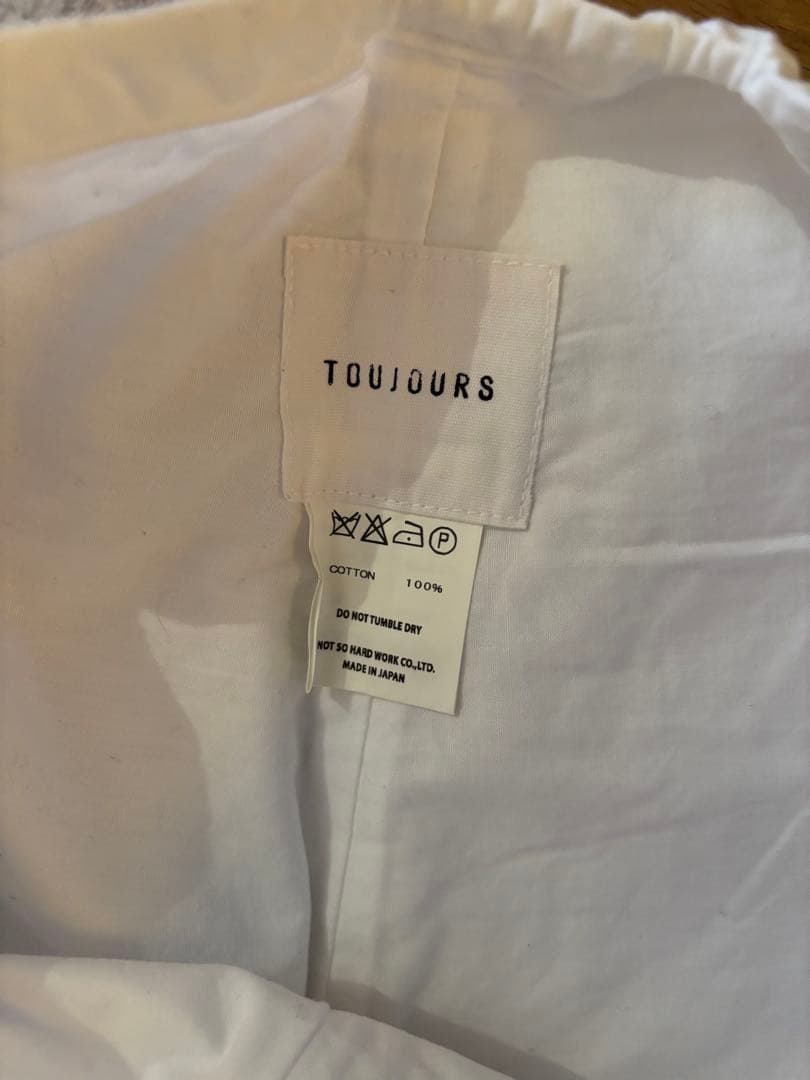 TOUJOURS
P
COTTON 100%
DO NOT TUMBLE DRY
NOT SO HARD WORK CO.,LTD.
MADE IN JAPAN